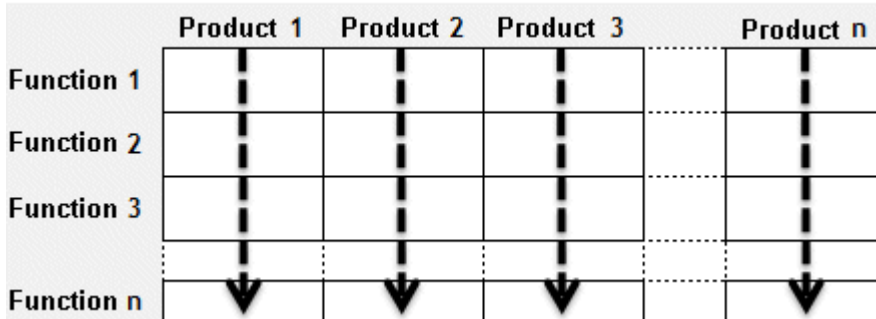 Product 1 Product 2 Product 3 Product n
Function 1
Function 2
Function 3
Function n